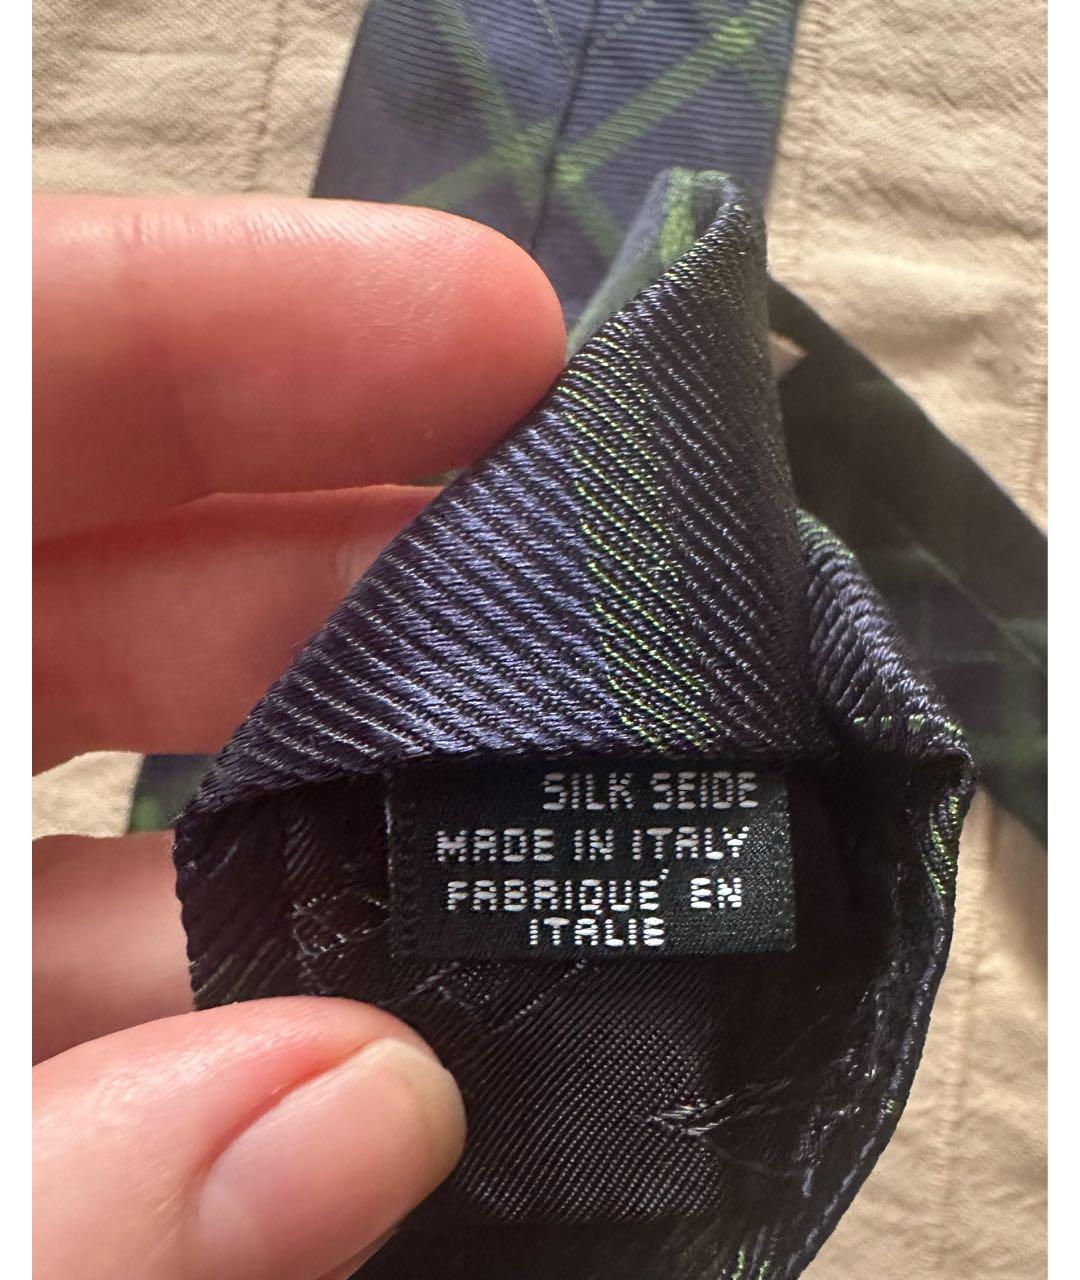 SILK SEIDE
MADE IN ITALY
FABRIQUE' EN
ITALIE